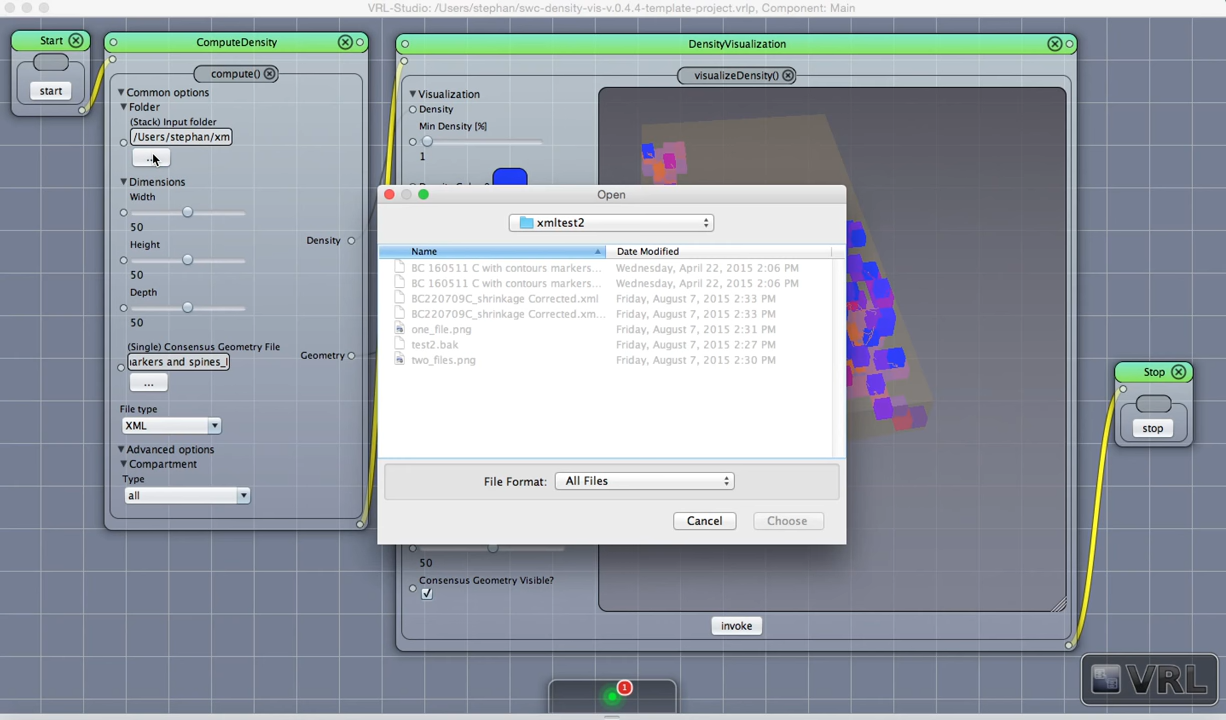 VRL-Studio: /Users/stephan/swc-density-vis-v.0.4.4-template-project.vrlp, Component: Main
Start
start
ComputeDensity
compute()
Common options
Folder
(Stack) Input folder
/Users/stephan/xm
...
Dimensions
Width
50
Height
50
Depth
50
Density
(Single) Consensus Geometry File
arkers and spines_
Geometry
...
File type
XML
Advanced options
Compartment
Type
all
DensityVisualization
visualizeDensity()
Visualization
Density
Min Density [%]
1
Open
xmltest2
Name Date Modified
BC 160511 C with contours markers... Wednesday, April 22, 2015 2:06 PM
BC 160511 C with contours markers... Wednesday, April 22, 2015 2:06 PM
BC220709C_shrinkage Corrected.xml Friday, August 7, 2015 2:33 PM
BC220709C_shrinkage Corrected.xm... Friday, August 7, 2015 2:33 PM
one_file.png Friday, August 7, 2015 2:31 PM
test2.bak Friday, August 7, 2015 2:27 PM
two_files.png Friday, August 7, 2015 2:30 PM
File Format: All Files
Cancel Choose
50
Consensus Geometry Visible?
invoke
Stop
stop
1
VRL